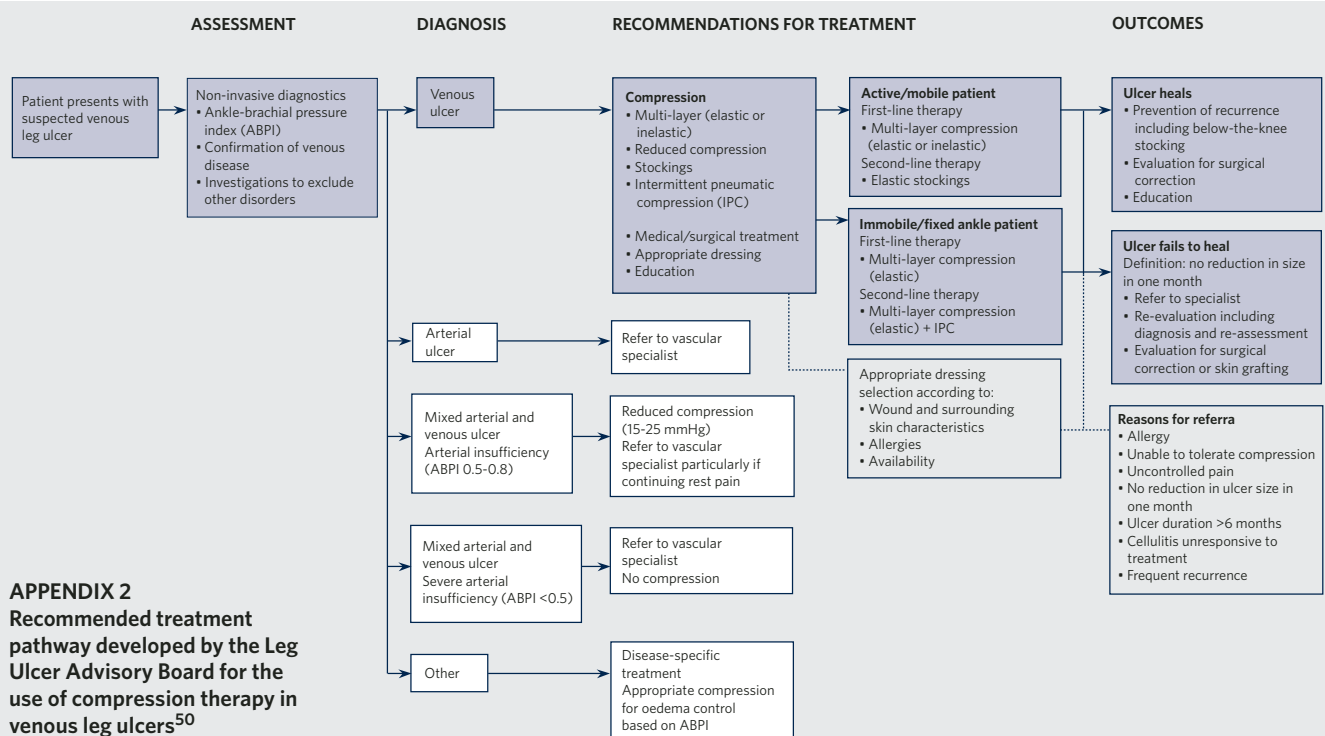 ASSESSMENT
DIAGNOSIS
RECOMMENDATIONS FOR TREATMENT
OUTCOMES
Patient presents with
suspected venous
leg ulcer
Non-invasive diagnostics
• Ankle-brachial pressure
index (ABPI)
• Confirmation of venous
disease
• Investigations to exclude
other disorders
Venous
ulcer
Compression
• Multi-layer (elastic or
inelastic)
• Reduced compression
• Stockings
• Intermittent pneumatic
compression (IPC)
• Medical/surgical treatment
• Appropriate dressing
• Education
Active/mobile patient
First-line therapy
• Multi-layer compression
(elastic or inelastic)
Second-line therapy
• Elastic stockings
Immobile/fixed ankle patient
First-line therapy
• Multi-layer compression
(elastic)
Second-line therapy
• Multi-layer compression
(elastic) + IPC
Ulcer heals
• Prevention of recurrence
including below-the-knee
stocking
• Evaluation for surgical
correction
• Education
Ulcer fails to heal
Definition: no reduction in size
in one month
• Refer to specialist
• Re-evaluation including
diagnosis and re-assessment
• Evaluation for surgical
correction or skin grafting
Arterial
ulcer
Refer to vascular
specialist
Appropriate dressing
selection according to:
• Wound and surrounding
skin characteristics
• Allergies
• Availability
Reasons for referra
• Allergy
• Unable to tolerate compression
• Uncontrolled pain
• No reduction in ulcer size in
one month
• Ulcer duration >6 months
• Cellulitis unresponsive to
treatment
• Frequent recurrence
Mixed arterial and
venous ulcer
Arterial insufficiency
(ABPI 0.5-0.8)
Reduced compression
(15-25 mmHg)
Refer to vascular
specialist particularly if
continuing rest pain
Mixed arterial and
venous ulcer
Severe arterial
insufficiency (ABPI <0.5)
Refer to vascular
specialist
No compression
Other
Disease-specific
treatment
Appropriate compression
for oedema control
based on ABPI
APPENDIX 2
Recommended treatment
pathway developed by the Leg
Ulcer Advisory Board for the
use of compression therapy in
venous leg ulcers50